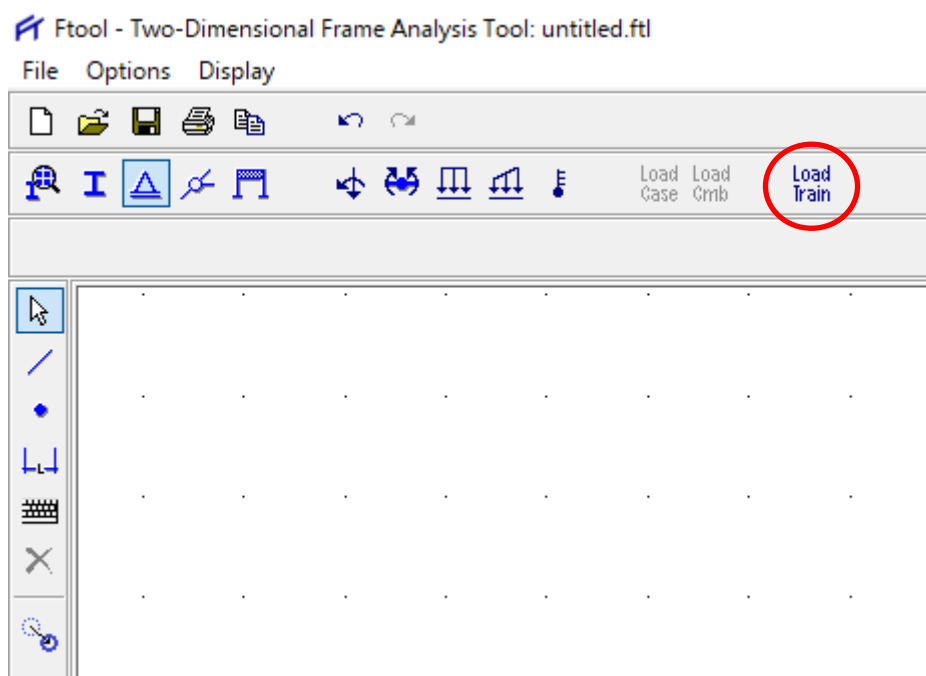 Ftool - Two-Dimensional Frame Analysis Tool: untitled.ftl
File Options Display
Load Load Load
Case Cmb Train
L